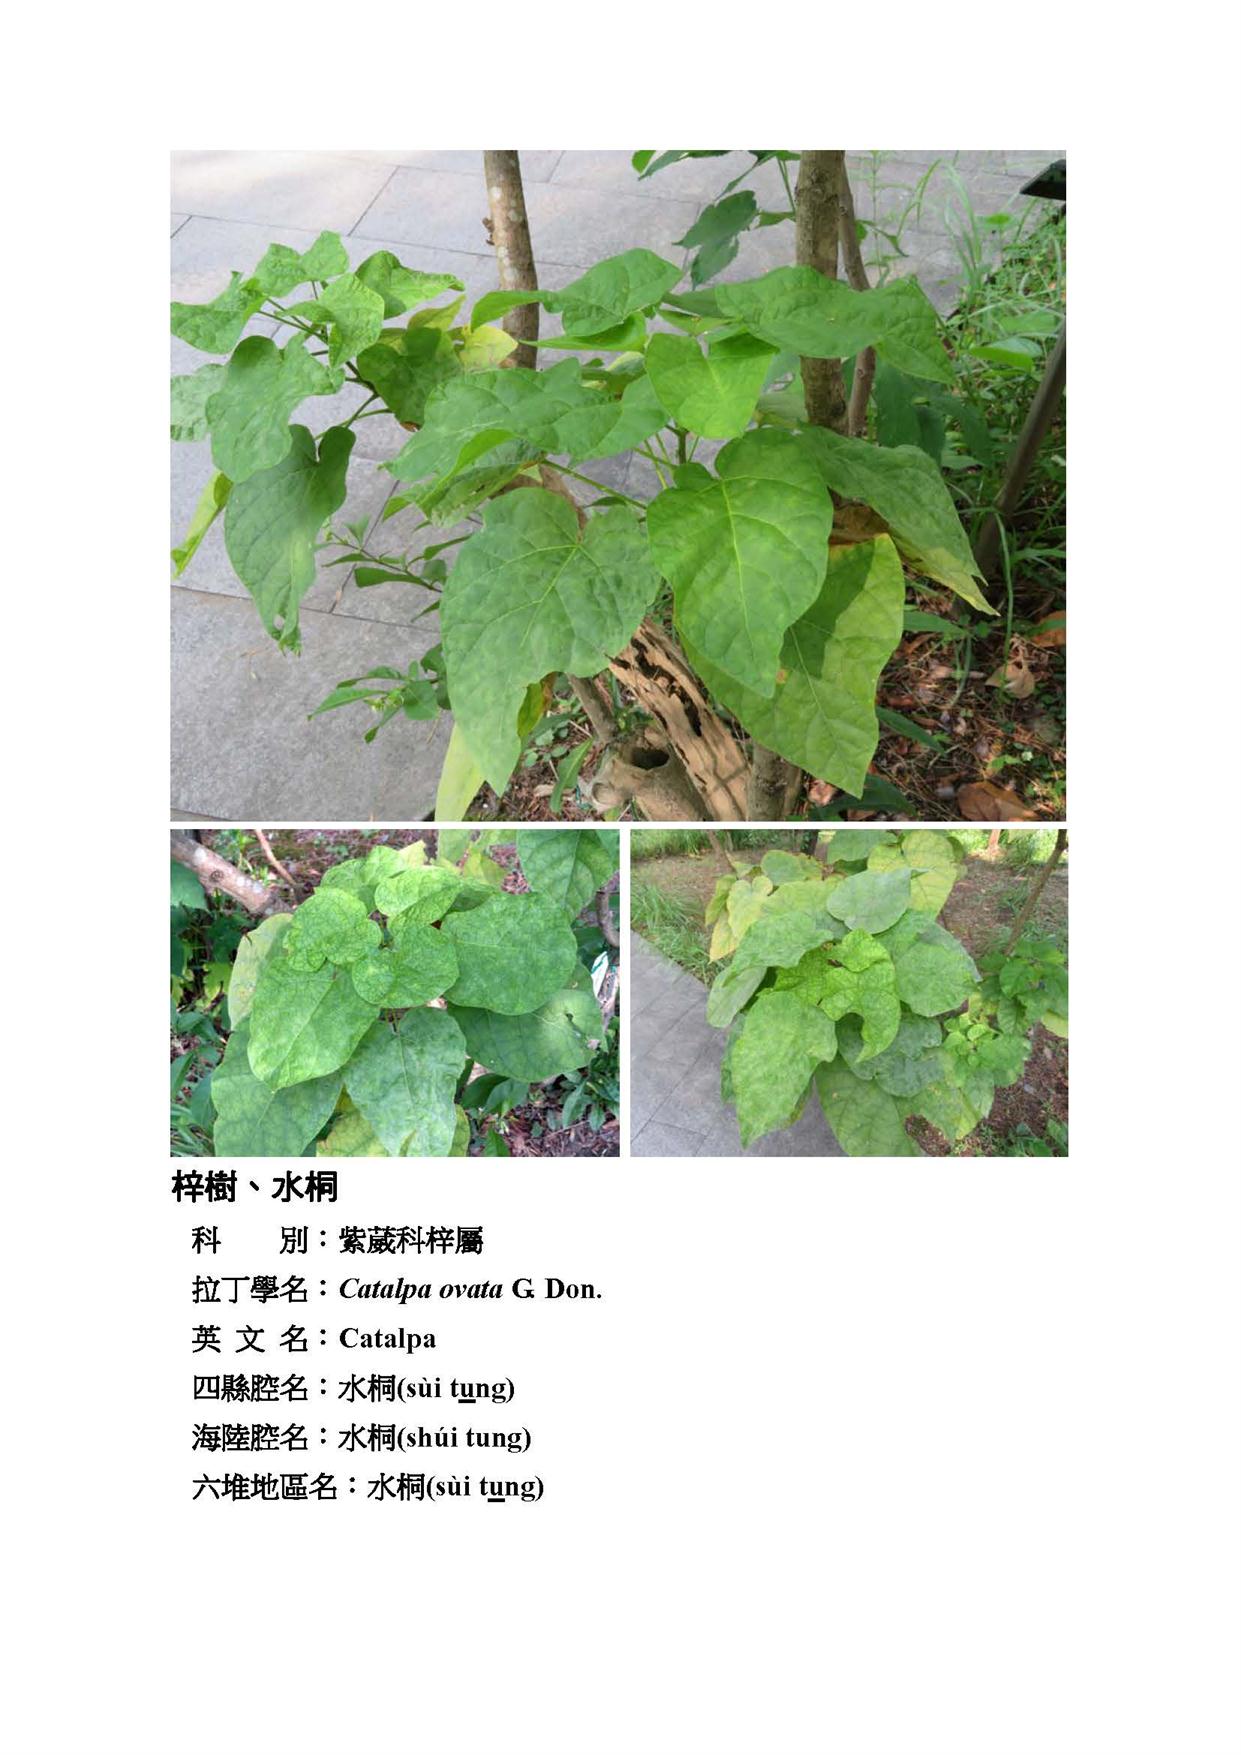 梓樹、水桐
科　　別：紫葳科梓屬
拉丁學名：Catalpa ovata G. Don.
英 文 名：Catalpa
四縣腔名：水桐(sùi tung)
海陸腔名：水桐(shúi tung)
六堆地區名：水桐(sùi tung)